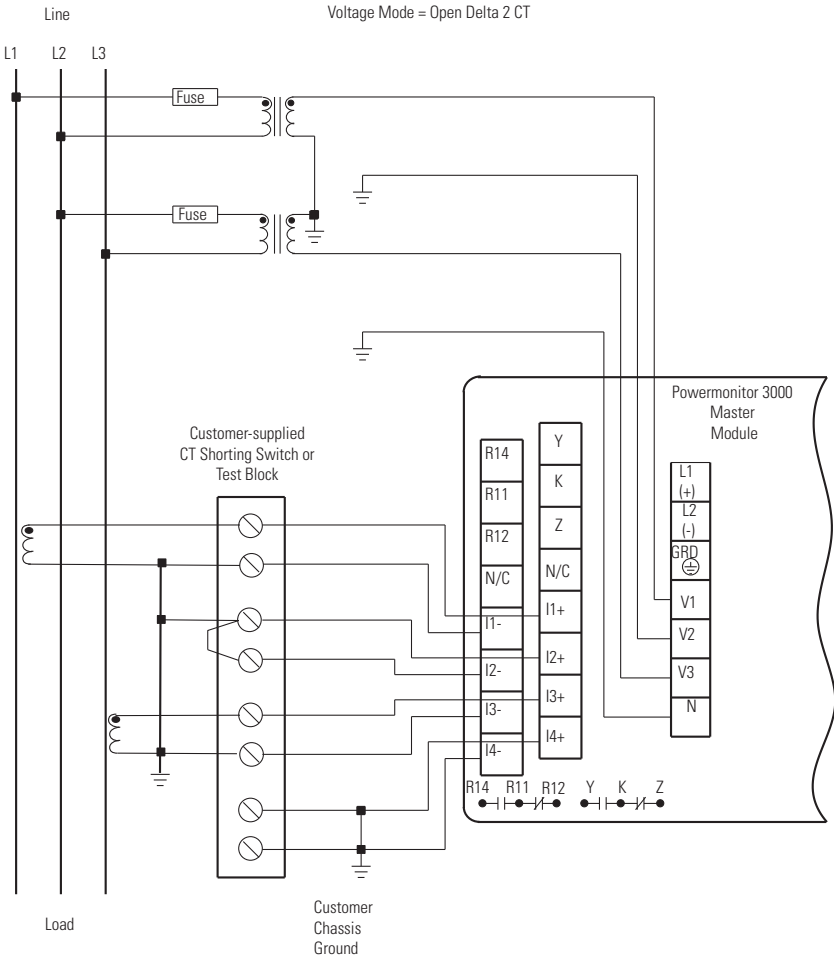 Line
Voltage Mode = Open Delta 2 CT
L1
L2
L3
Fuse
Fuse
Powermonitor 3000
Master
Module
Customer-supplied
CT Shorting Switch or
Test Block
R14
R11
R12
N/C
I1-
I2-
I3-
I4-
Y
K
Z
N/C
I1+
I2+
I3+
I4+
L1
(+)
L2
(-)
GRD
V1
V2
V3
N
R14 R11 R12 Y K Z
Load
Customer
Chassis
Ground